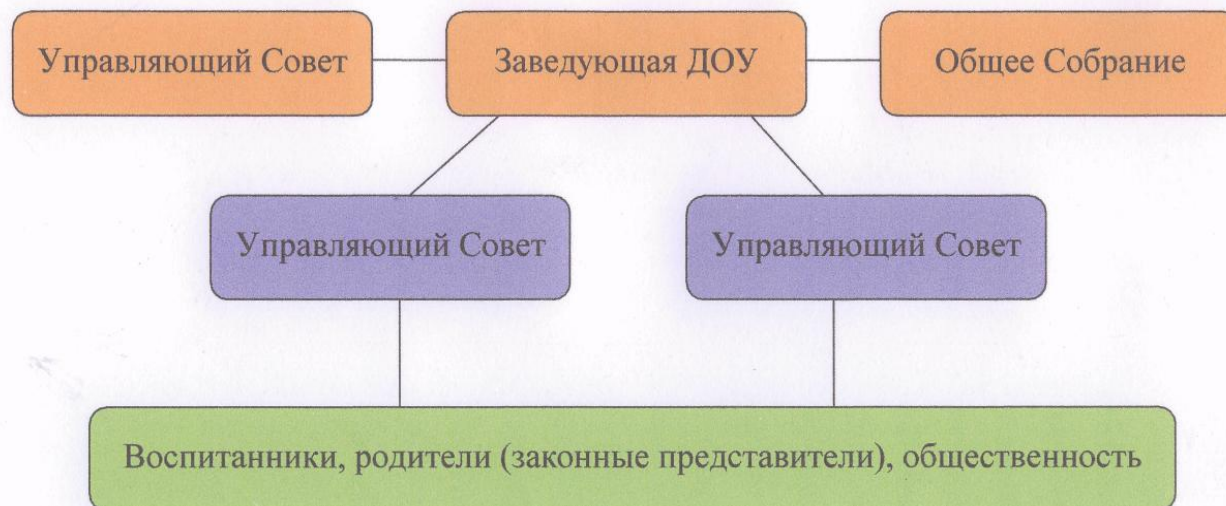 Управляющий Совет
Заведующая ДОУ
Общее Собрание
Управляющий Совет
Управляющий Совет
Воспитанники, родители (законные представители), общественность